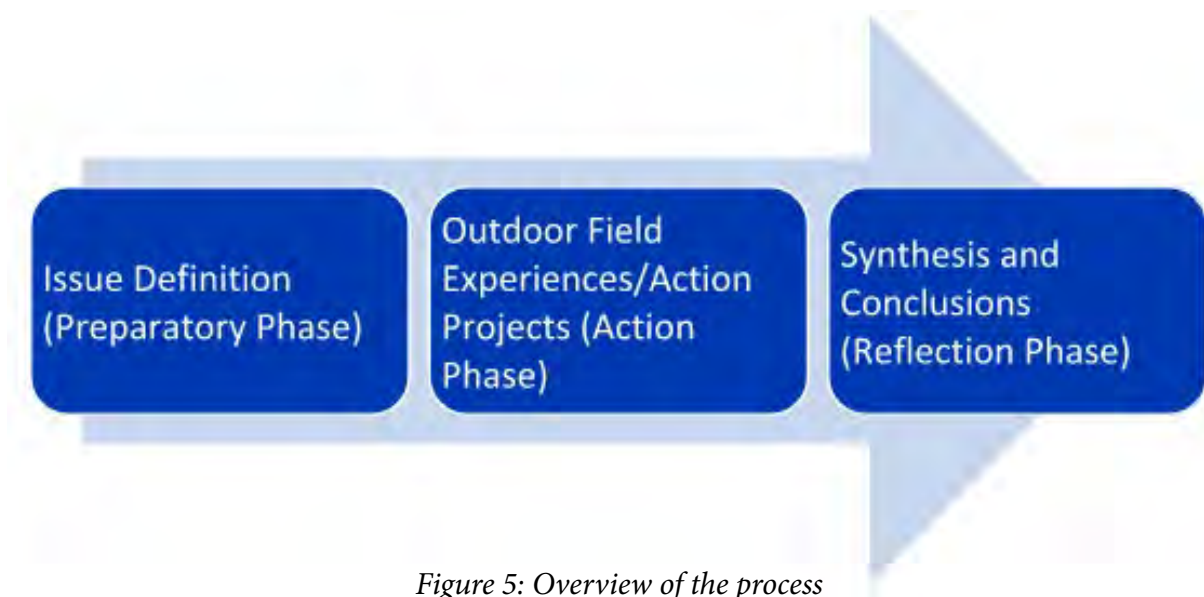 Issue Definition
(Preparatory Phase)
Outdoor Field
Experiences/Action
Projects (Action
Phase)
Synthesis and
Conclusions
(Reflection Phase)
Figure 5: Overview of the process